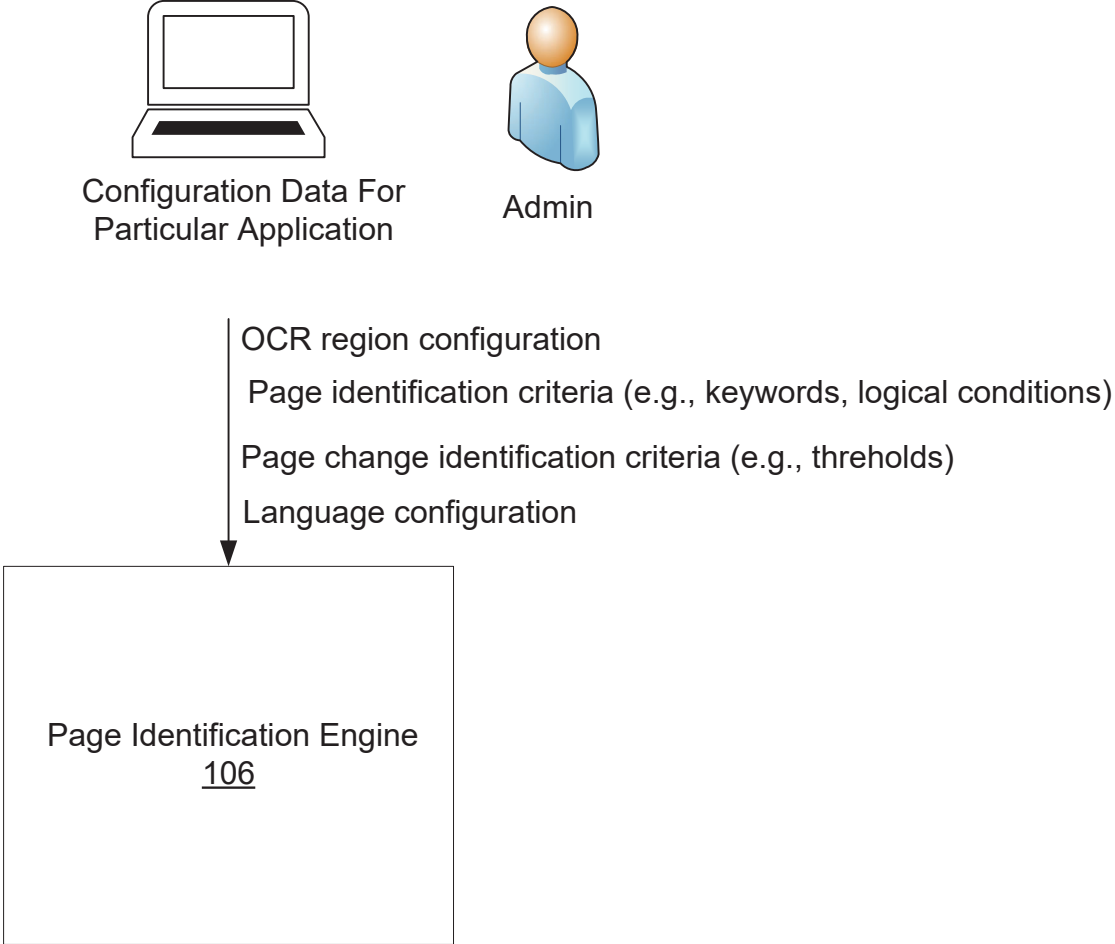 Configuration Data For
Particular Application
Admin
OCR region configuration
Page identification criteria (e.g., keywords, logical conditions)
Page change identification criteria (e.g., threholds)
Language configuration
Page Identification Engine
106